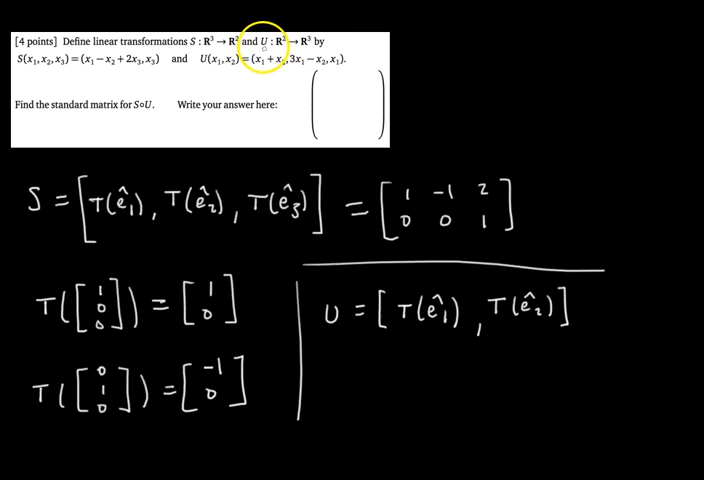 [4 points] Define linear transformations S : R³ → R² and U : R² → R³ by
S(x₁, x₂, x₃) = (x₁ − x₂ + 2x₃, x₃) and U(x₁, x₂) = (x₁ + x₂, 3x₁ − x₂, x₁).
Find the standard matrix for S∘U. Write your answer here:
S = [T(ê₁), T(ê₂), T(ê₃)] = [1 -1 2
0 0 1]
T([1 0 0]) = [1 0]
U = [T(ê₁), T(ê₂)]
T([0 1 0]) = [-1 0]